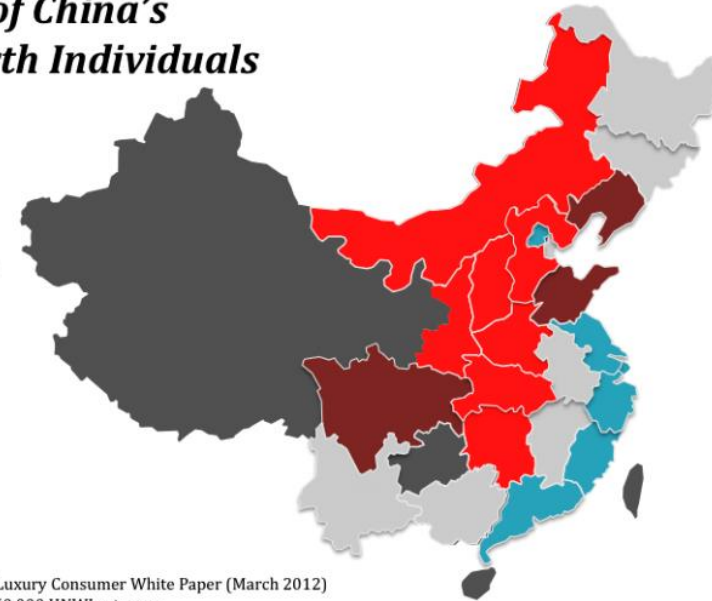 of China's
th Individuals
Luxury Consumer White Paper (March 2012)